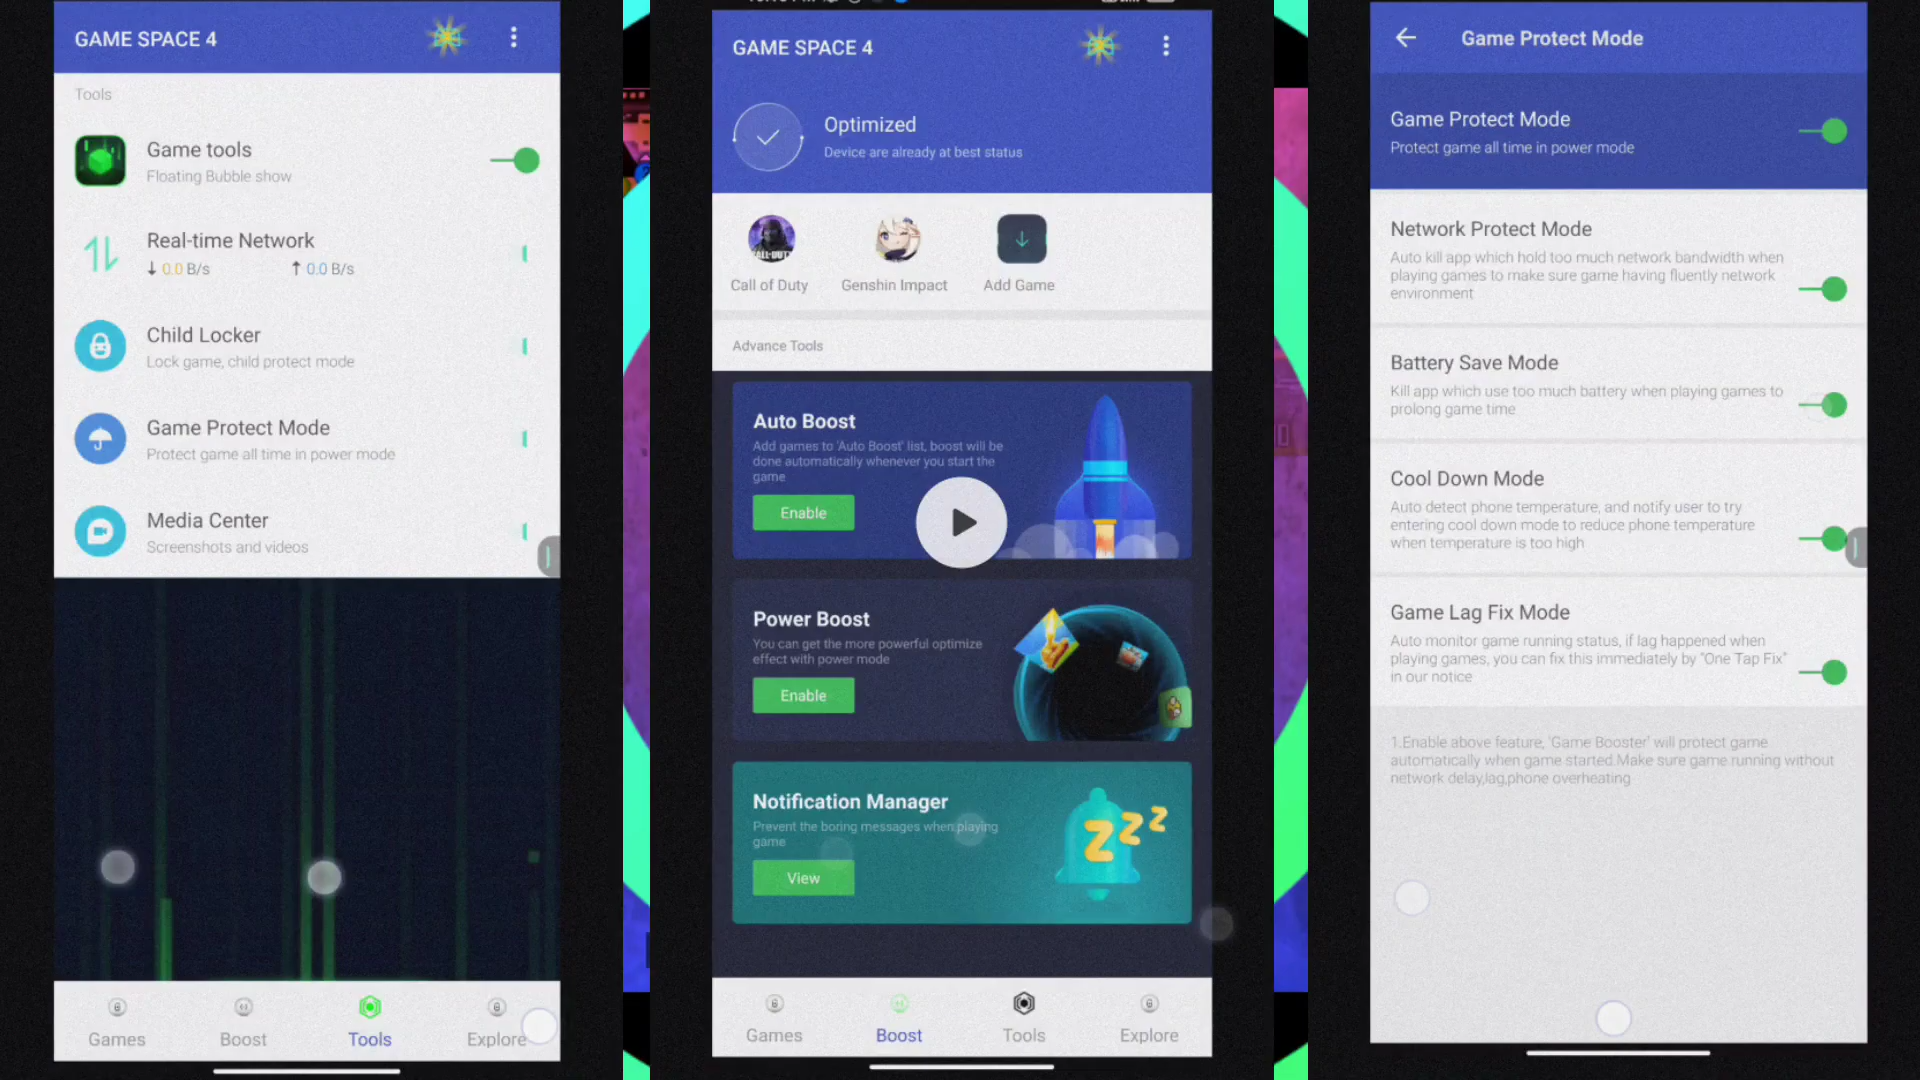 GAME SPACE 4
Tools
Game tools
Floating Bubble show
Real-time Network
0.0 B/s
0.0 B/s
Child Locker
Lock game, child protect mode
Game Protect Mode
Protect game all time in power mode
Media Center
Screenshots and videos
Games
Boost
Tools
Explore
GAME SPACE 4
Optimized
Device are already at best status
Call of Duty
Genshin Impact
Add Game
Advance Tools
Auto Boost
Add games to 'Auto Boost' list, boost will be
done automatically whenever you start the
game
Enable
Power Boost
You can get the more powerful optimize
effect with power mode
Enable
Notification Manager
Prevent the boring messages when playing
game
View
Games
Boost
Tools
Explore
Game Protect Mode
Game Protect Mode
Protect game all time in power mode
Network Protect Mode
Auto kill app which hold too much network bandwidth when
playing games to make sure game having fluently network
environment
Battery Save Mode
Kill app which use too much battery when playing games to
prolong game time
Cool Down Mode
Auto detect phone temperature, and notify user to try
entering cool down mode to reduce phone temperature
when temperature is too high
Game Lag Fix Mode
Auto monitor game running status, if lag happened when
playing games, you can fix this immediately by "One Tap Fix"
in our notice
1.Enable above feature, 'Game Booster' will protect game
automatically when game started.Make sure game running without
network delay,lag,phone overheating